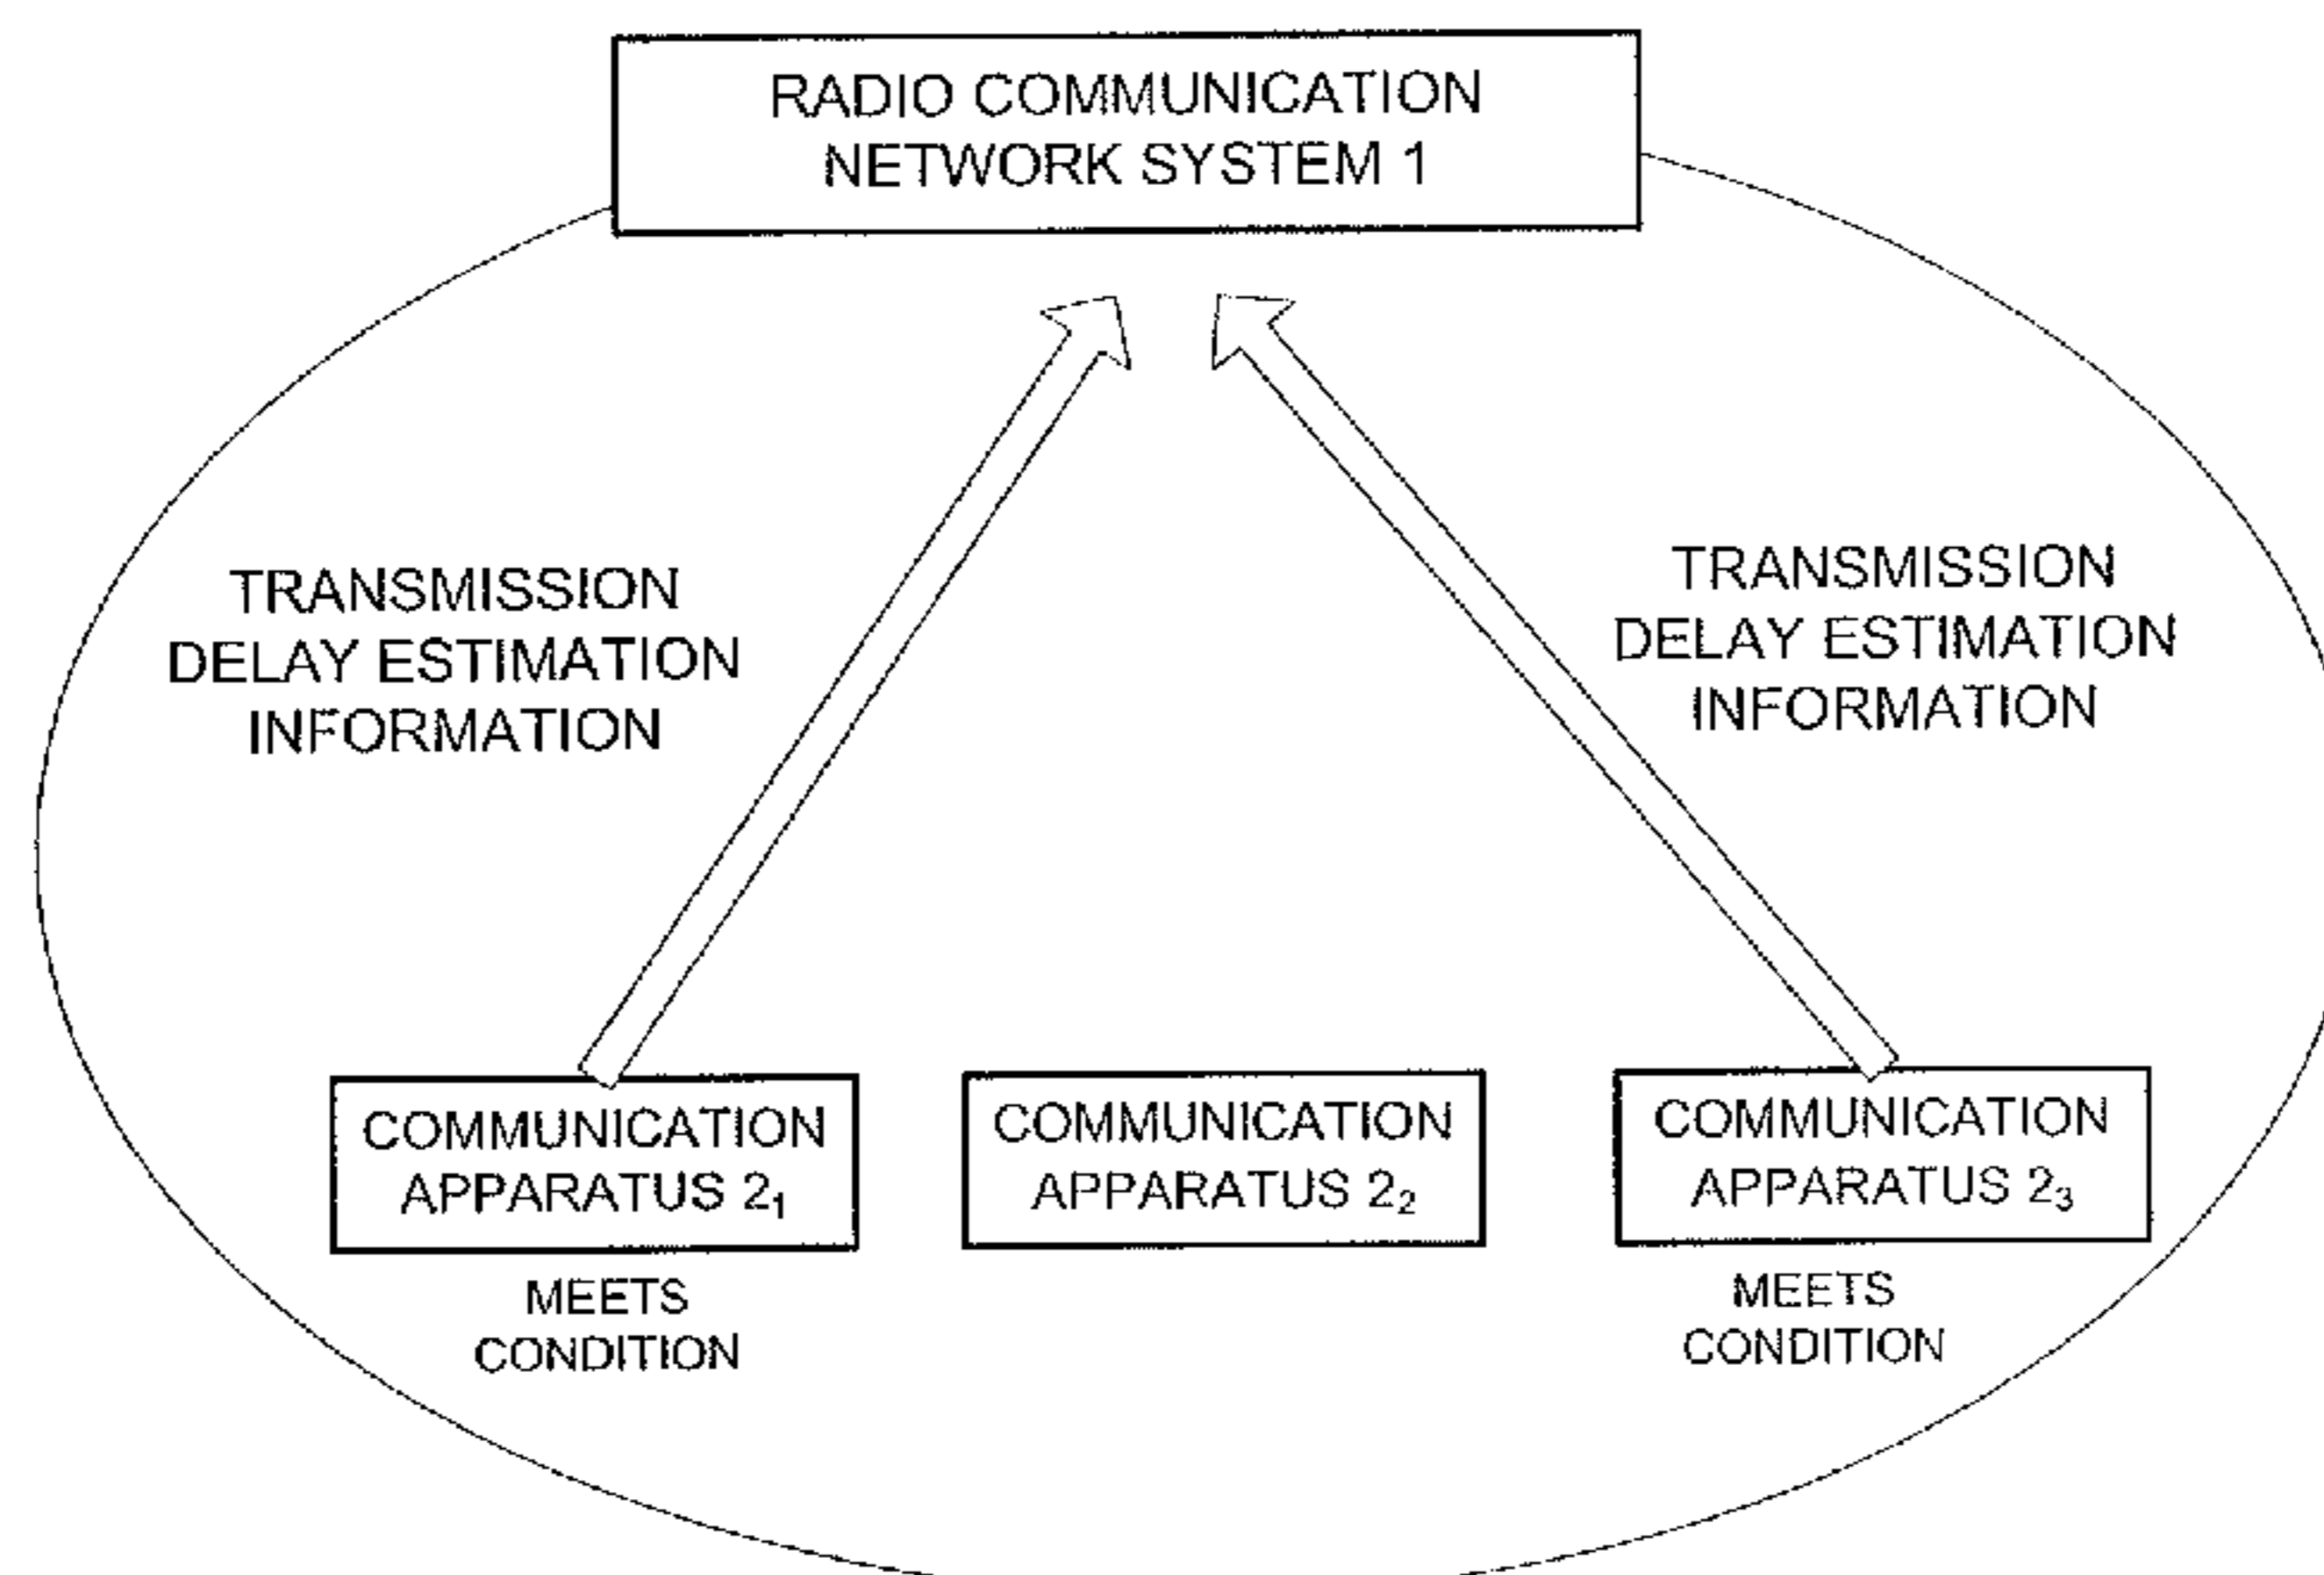 RADIO COMMUNICATION
NETWORK SYSTEM 1
TRANSMISSION
DELAY ESTIMATION
INFORMATION
TRANSMISSION
DELAY ESTIMATION
INFORMATION
COMMUNICATION
APPARATUS 2₁
COMMUNICATION
APPARATUS 2₂
COMMUNICATION
APPARATUS 2₃
MEETS
CONDITION
MEETS
CONDITION